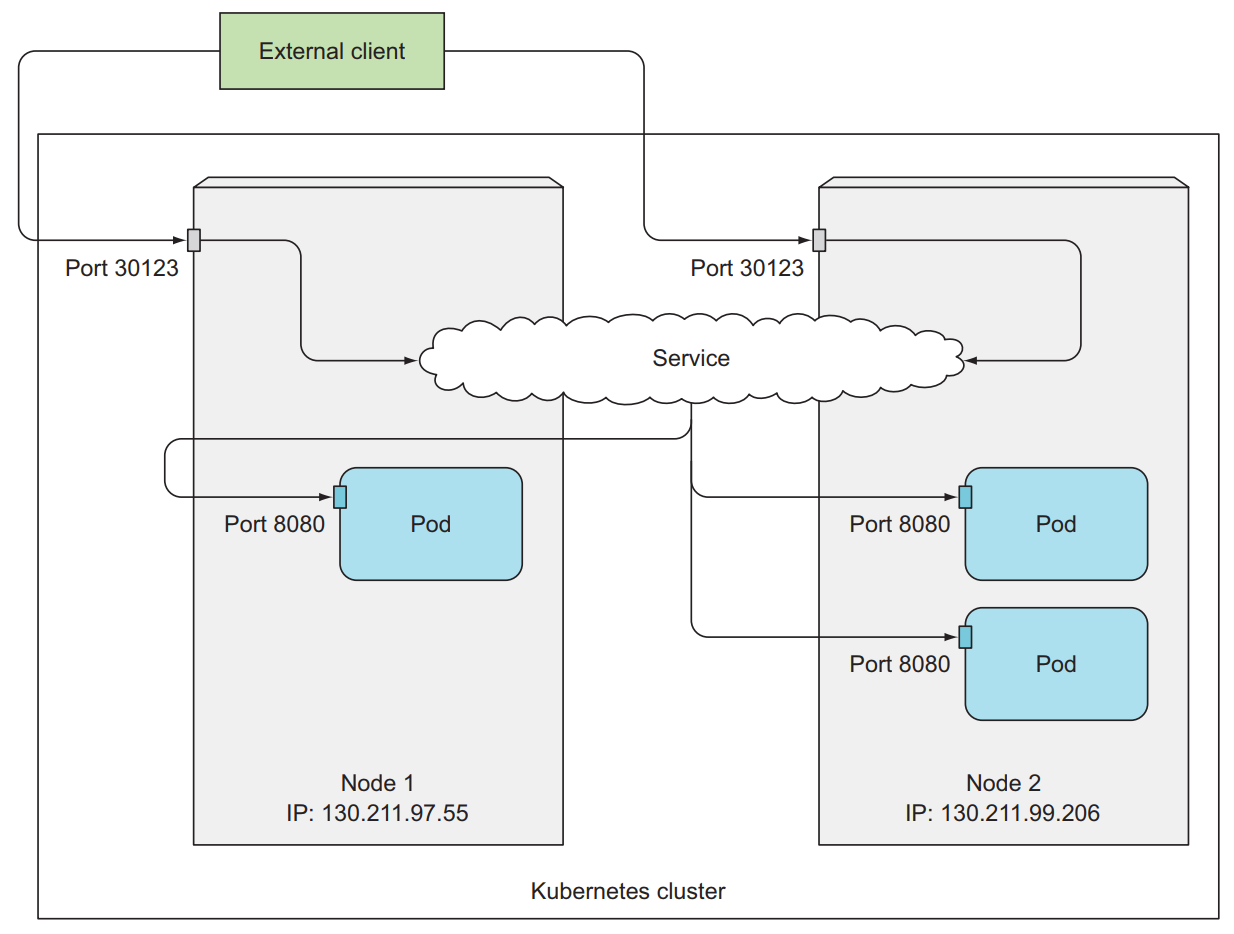 External client
Port 30123
Port 30123
Service
Port 8080
Pod
Port 8080
Pod
Port 8080
Pod
Node 1
IP: 130.211.97.55
Node 2
IP: 130.211.99.206
Kubernetes cluster